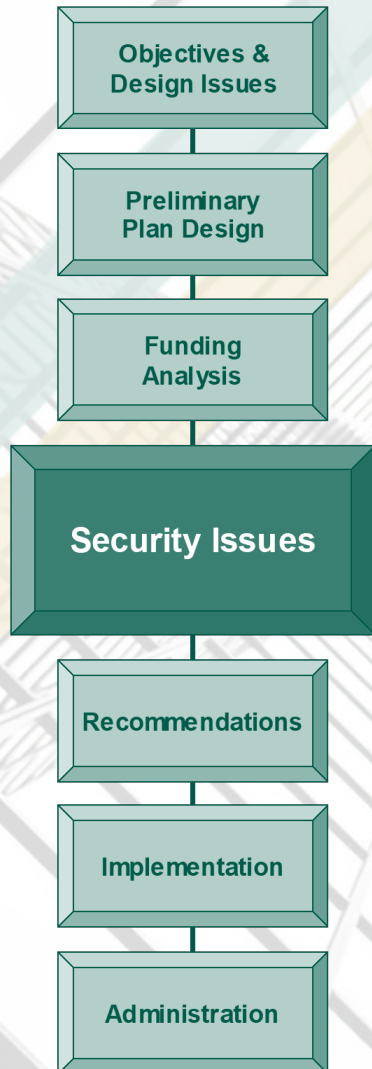 Objectives &
Design Issues
Preliminary
Plan Design
Funding
Analysis
Security Issues
Recommendations
Implementation
Administration